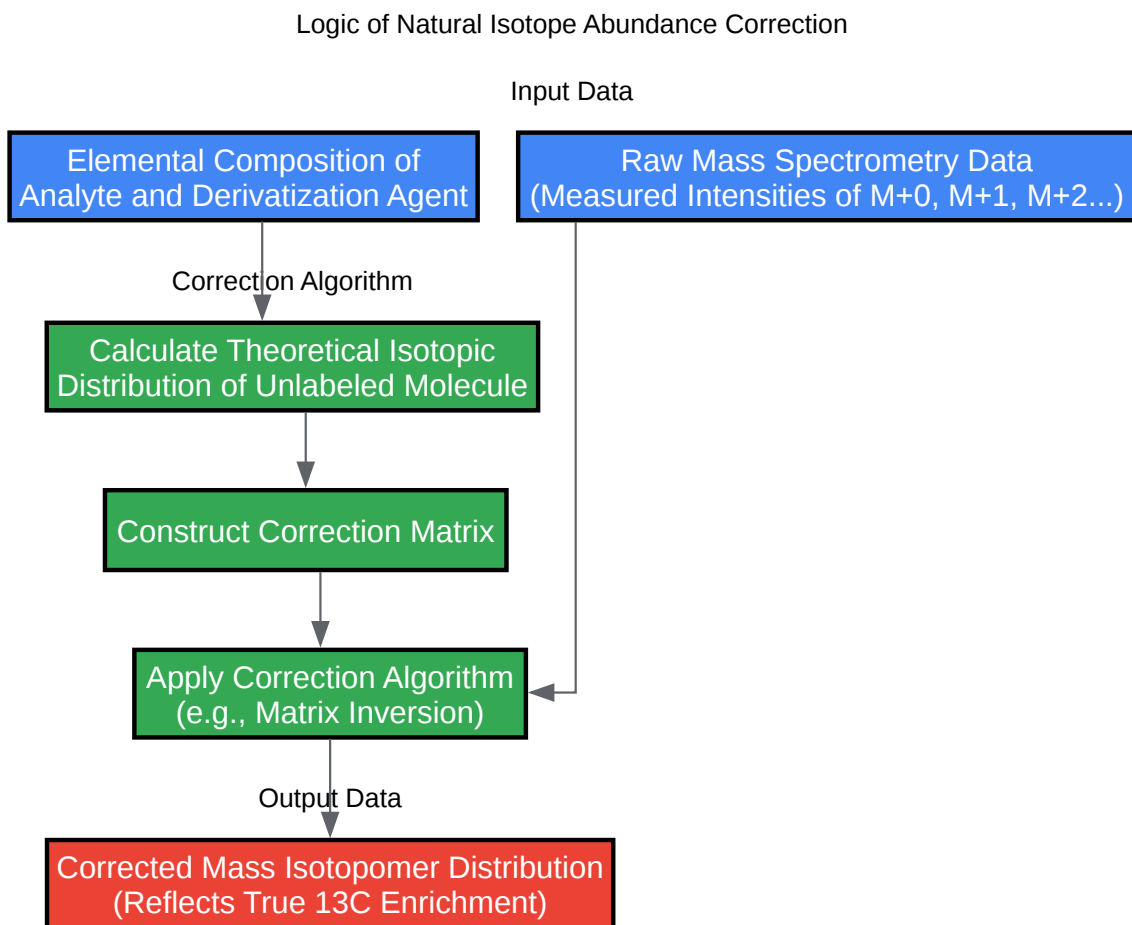 Logic of Natural Isotope Abundance Correction
Input Data
Elemental Composition of
Analyte and Derivatization Agent
Raw Mass Spectrometry Data
(Measured Intensities of M+0, M+1, M+2...)
Correction Algorithm
Calculate Theoretical Isotopic
Distribution of Unlabeled Molecule
Construct Correction Matrix
Apply Correction Algorithm
(e.g., Matrix Inversion)
Output Data
Corrected Mass Isotopomer Distribution
(Reflects True 13C Enrichment)